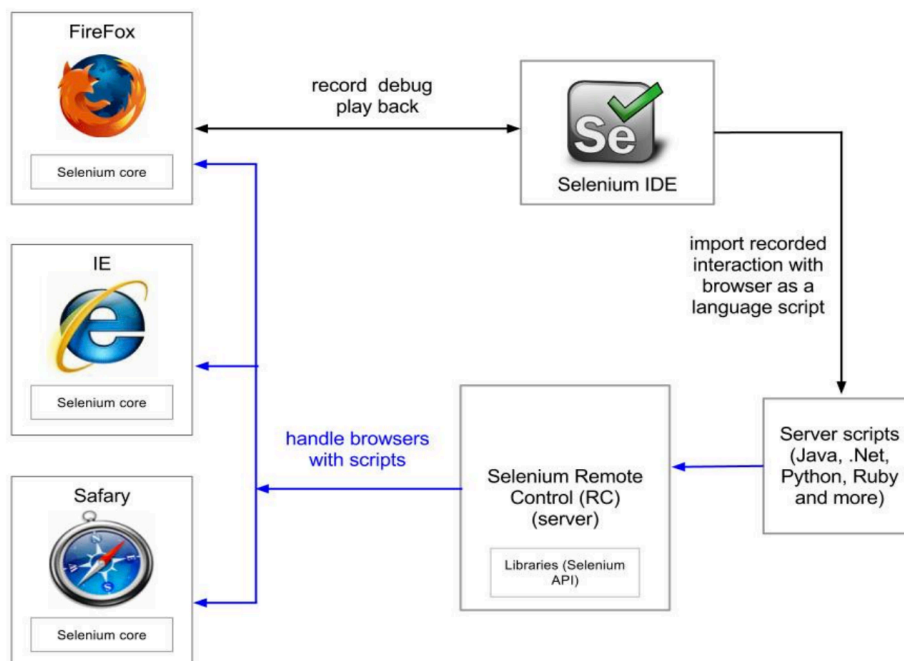 FireFox
Selenium core
record debug
play back
Se
Selenium IDE
import recorded
interaction with
browser as a
language script
IE
Selenium core
handle browsers
with scripts
Selenium Remote
Control (RC)
(server)
Libraries (Selenium
API)
Server scripts
(Java, .Net,
Python, Ruby
and more)
Safary
N
E
S
W
Selenium core